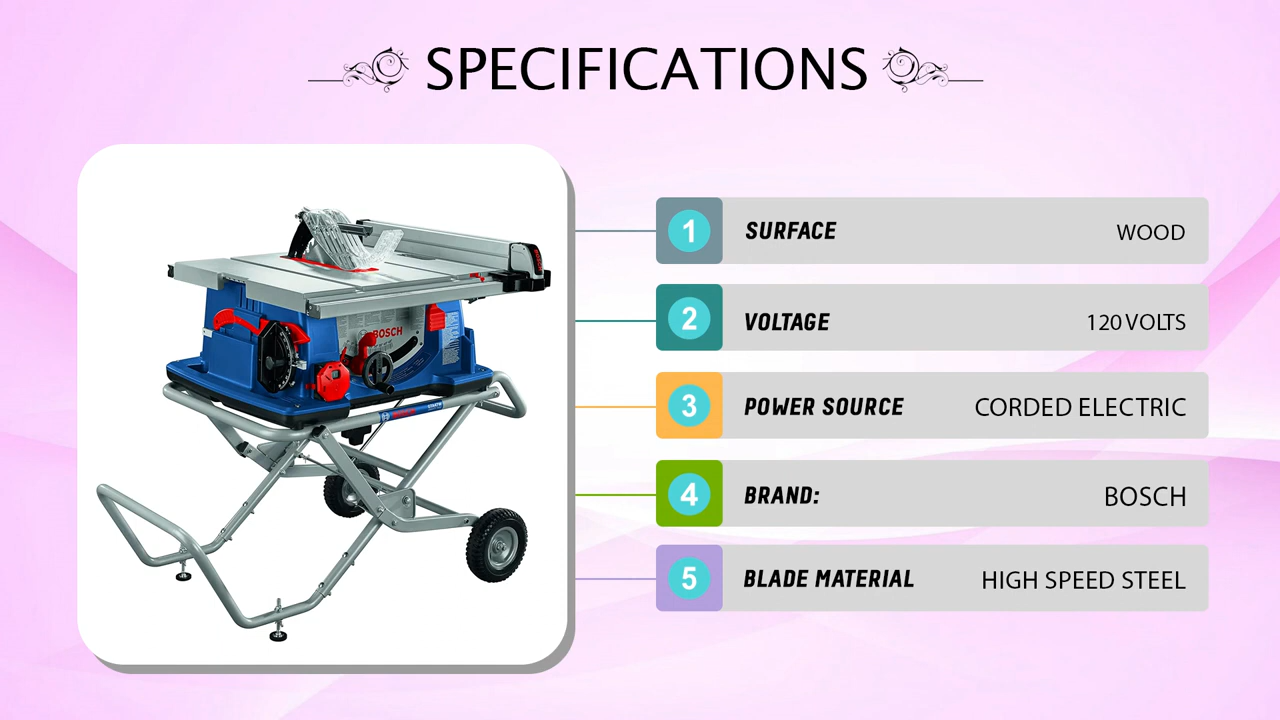 SPECIFICATIONS
1 SURFACE WOOD
2 VOLTAGE 120 VOLTS
3 POWER SOURCE CORDED ELECTRIC
4 BRAND: BOSCH
5 BLADE MATERIAL HIGH SPEED STEEL
BOSCH